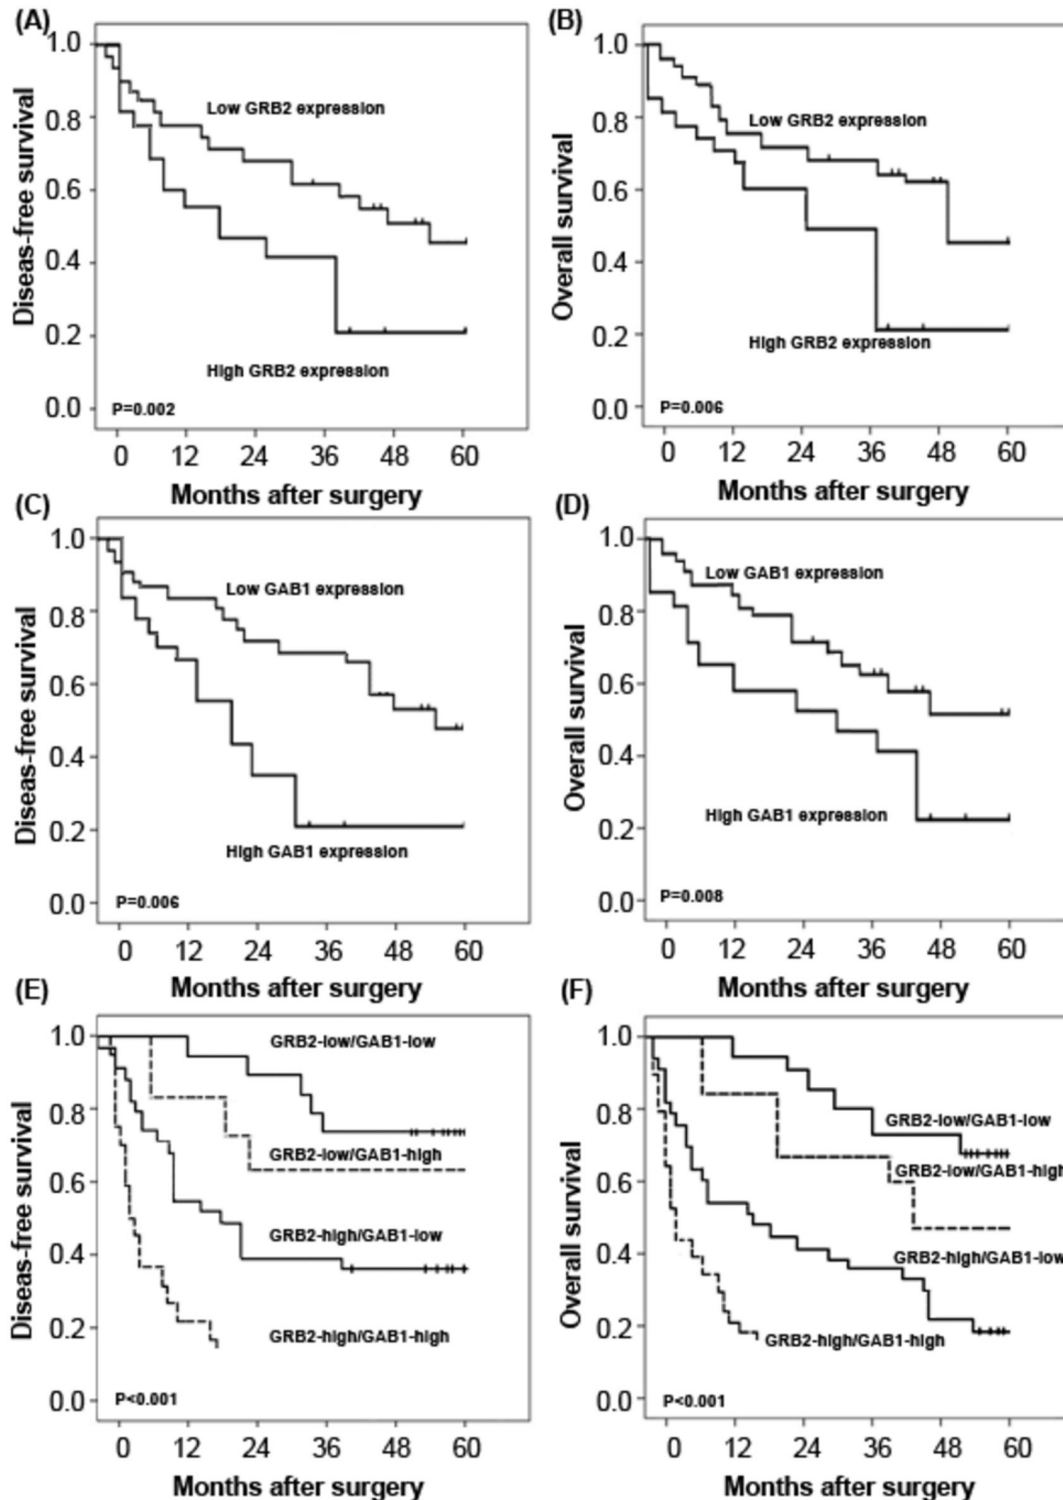 (A)
Diseas-free survival
1.0
0.8
0.6
0.4
0.2
0.0
Low GRB2 expression
High GRB2 expression
P=0.002
0 12 24 36 48 60
Months after surgery
(B)
Overall survival
1.0
0.8
0.6
0.4
0.2
0.0
Low GRB2 expression
High GRB2 expression
P=0.006
0 12 24 36 48 60
Months after surgery
(C)
Diseas-free survival
1.0
0.8
0.6
0.4
0.2
0.0
Low GAB1 expression
High GAB1 expression
P=0.006
0 12 24 36 48 60
Months after surgery
(D)
Overall survival
1.0
0.8
0.6
0.4
0.2
0.0
Low GAB1 expression
High GAB1 expression
P=0.008
0 12 24 36 48 60
Months after surgery
(E)
Diseas-free survival
1.0
0.8
0.6
0.4
0.2
0.0
GRB2-low/GAB1-low
GRB2-low/GAB1-high
GRB2-high/GAB1-low
GRB2-high/GAB1-high
P<0.001
0 12 24 36 48 60
Months after surgery
(F)
Overall survival
1.0
0.8
0.6
0.4
0.2
0.0
GRB2-low/GAB1-low
GRB2-low/GAB1-high
GRB2-high/GAB1-low
GRB2-high/GAB1-high
P<0.001
0 12 24 36 48 60
Months after surgery